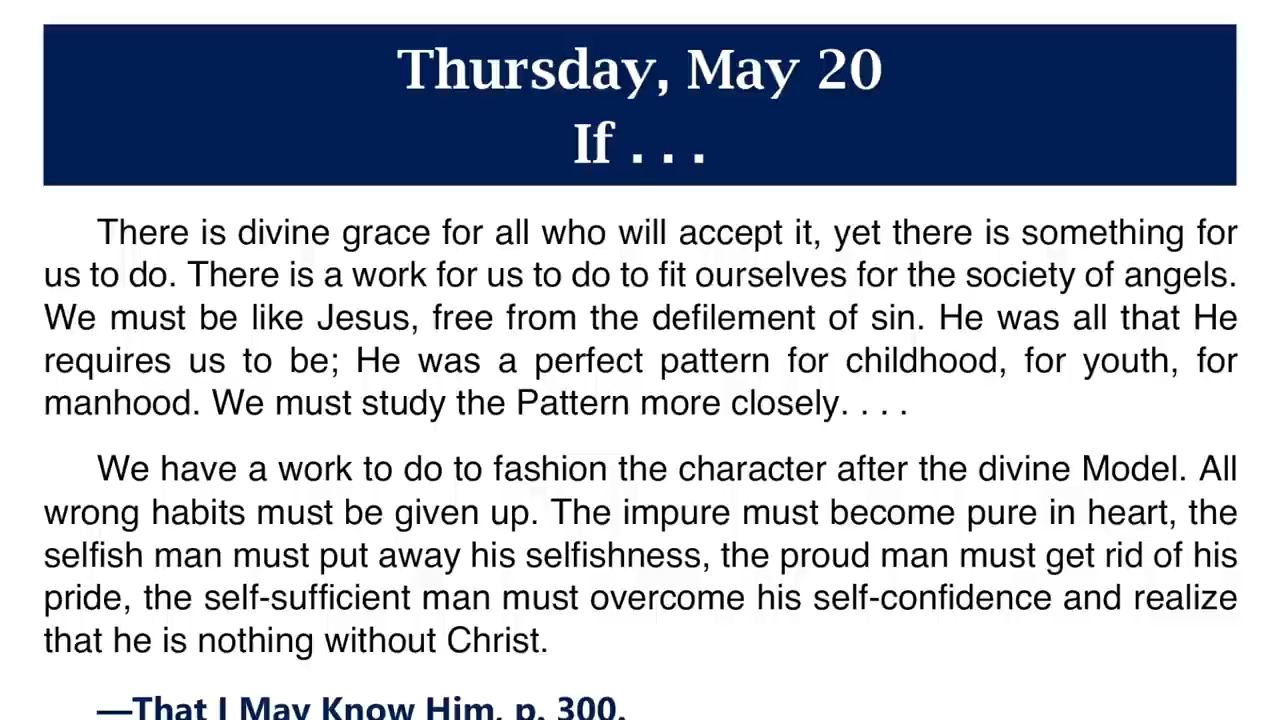 Thursday, May 20
If . . .
There is divine grace for all who will accept it, yet there is something for
us to do. There is a work for us to do to fit ourselves for the society of angels.
We must be like Jesus, free from the defilement of sin. He was all that He
requires us to be; He was a perfect pattern for childhood, for youth, for
manhood. We must study the Pattern more closely. . . .
We have a work to do to fashion the character after the divine Model. All
wrong habits must be given up. The impure must become pure in heart, the
selfish man must put away his selfishness, the proud man must get rid of his
pride, the self-sufficient man must overcome his self-confidence and realize
that he is nothing without Christ.
—That I May Know Him, p. 300.